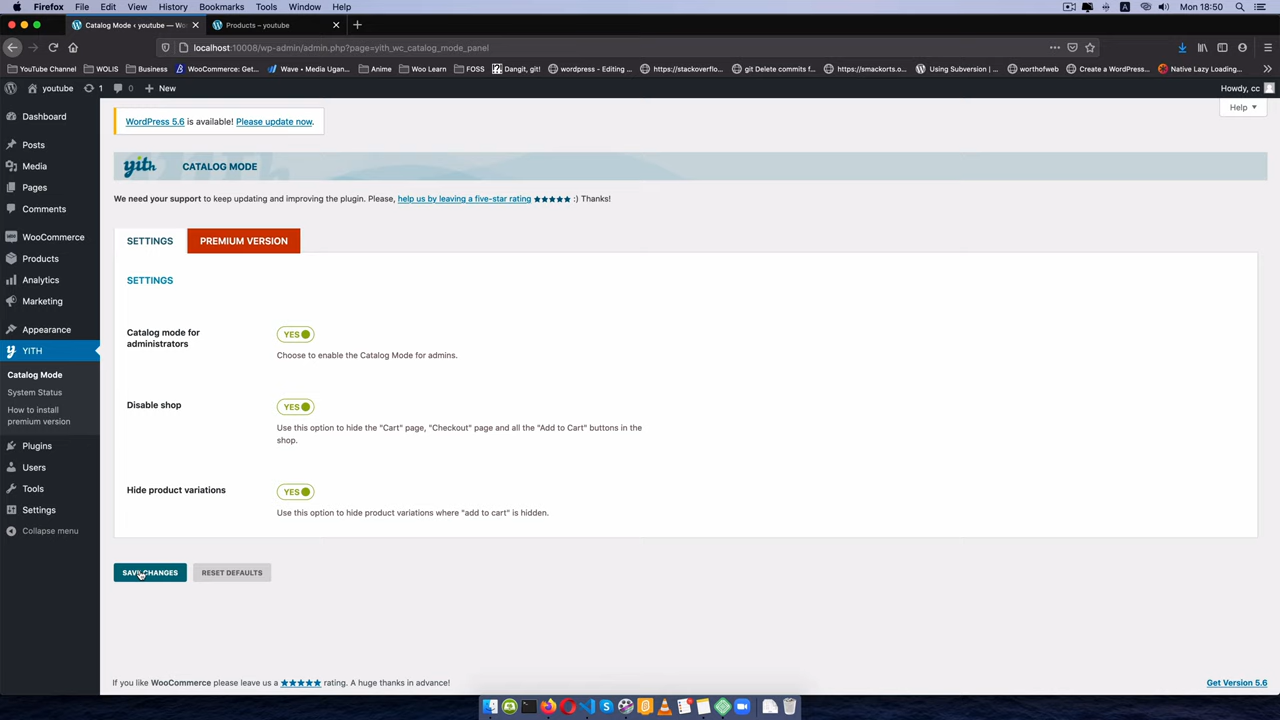 Firefox File Edit View History Bookmarks Tools Window Help
A Mon 18:50
Catalog Mode ‹ youtube — Wo
Products – youtube
localhost:10008/wp-admin/admin.php?page=yith_wc_catalog_mode_panel
YouTube Channel WOLIS Business WooCommerce: Get... Wave • Media Ugan... Anime Woo Learn FOSS Dangit, git! wordpress - Editing ... https://stackoverflo... git Delete commits f... https://smackorts.o... Using Subversion |... worthofweb Create a WordPress... Native Lazy Loading...
youtube 1 0 New
Howdy, cc
Help
WordPress 5.6 is available! Please update now.
yith CATALOG MODE
We need your support to keep updating and improving the plugin. Please, help us by leaving a five-star rating ★★★★★ :) Thanks!
Dashboard
Posts
Media
Pages
Comments
WooCommerce
Products
Analytics
Marketing
Appearance
YITH
Catalog Mode
System Status
How to install
premium version
Plugins
Users
Tools
Settings
Collapse menu
SETTINGS PREMIUM VERSION
SETTINGS
Catalog mode for
administrators
YES
Choose to enable the Catalog Mode for admins.
Disable shop
YES
Use this option to hide the "Cart" page, "Checkout" page and all the "Add to Cart" buttons in the
shop.
Hide product variations
YES
Use this option to hide product variations where "add to cart" is hidden.
SAVE CHANGES RESET DEFAULTS
If you like WooCommerce please leave us a ★★★★★ rating. A huge thanks in advance!
Get Version 5.6